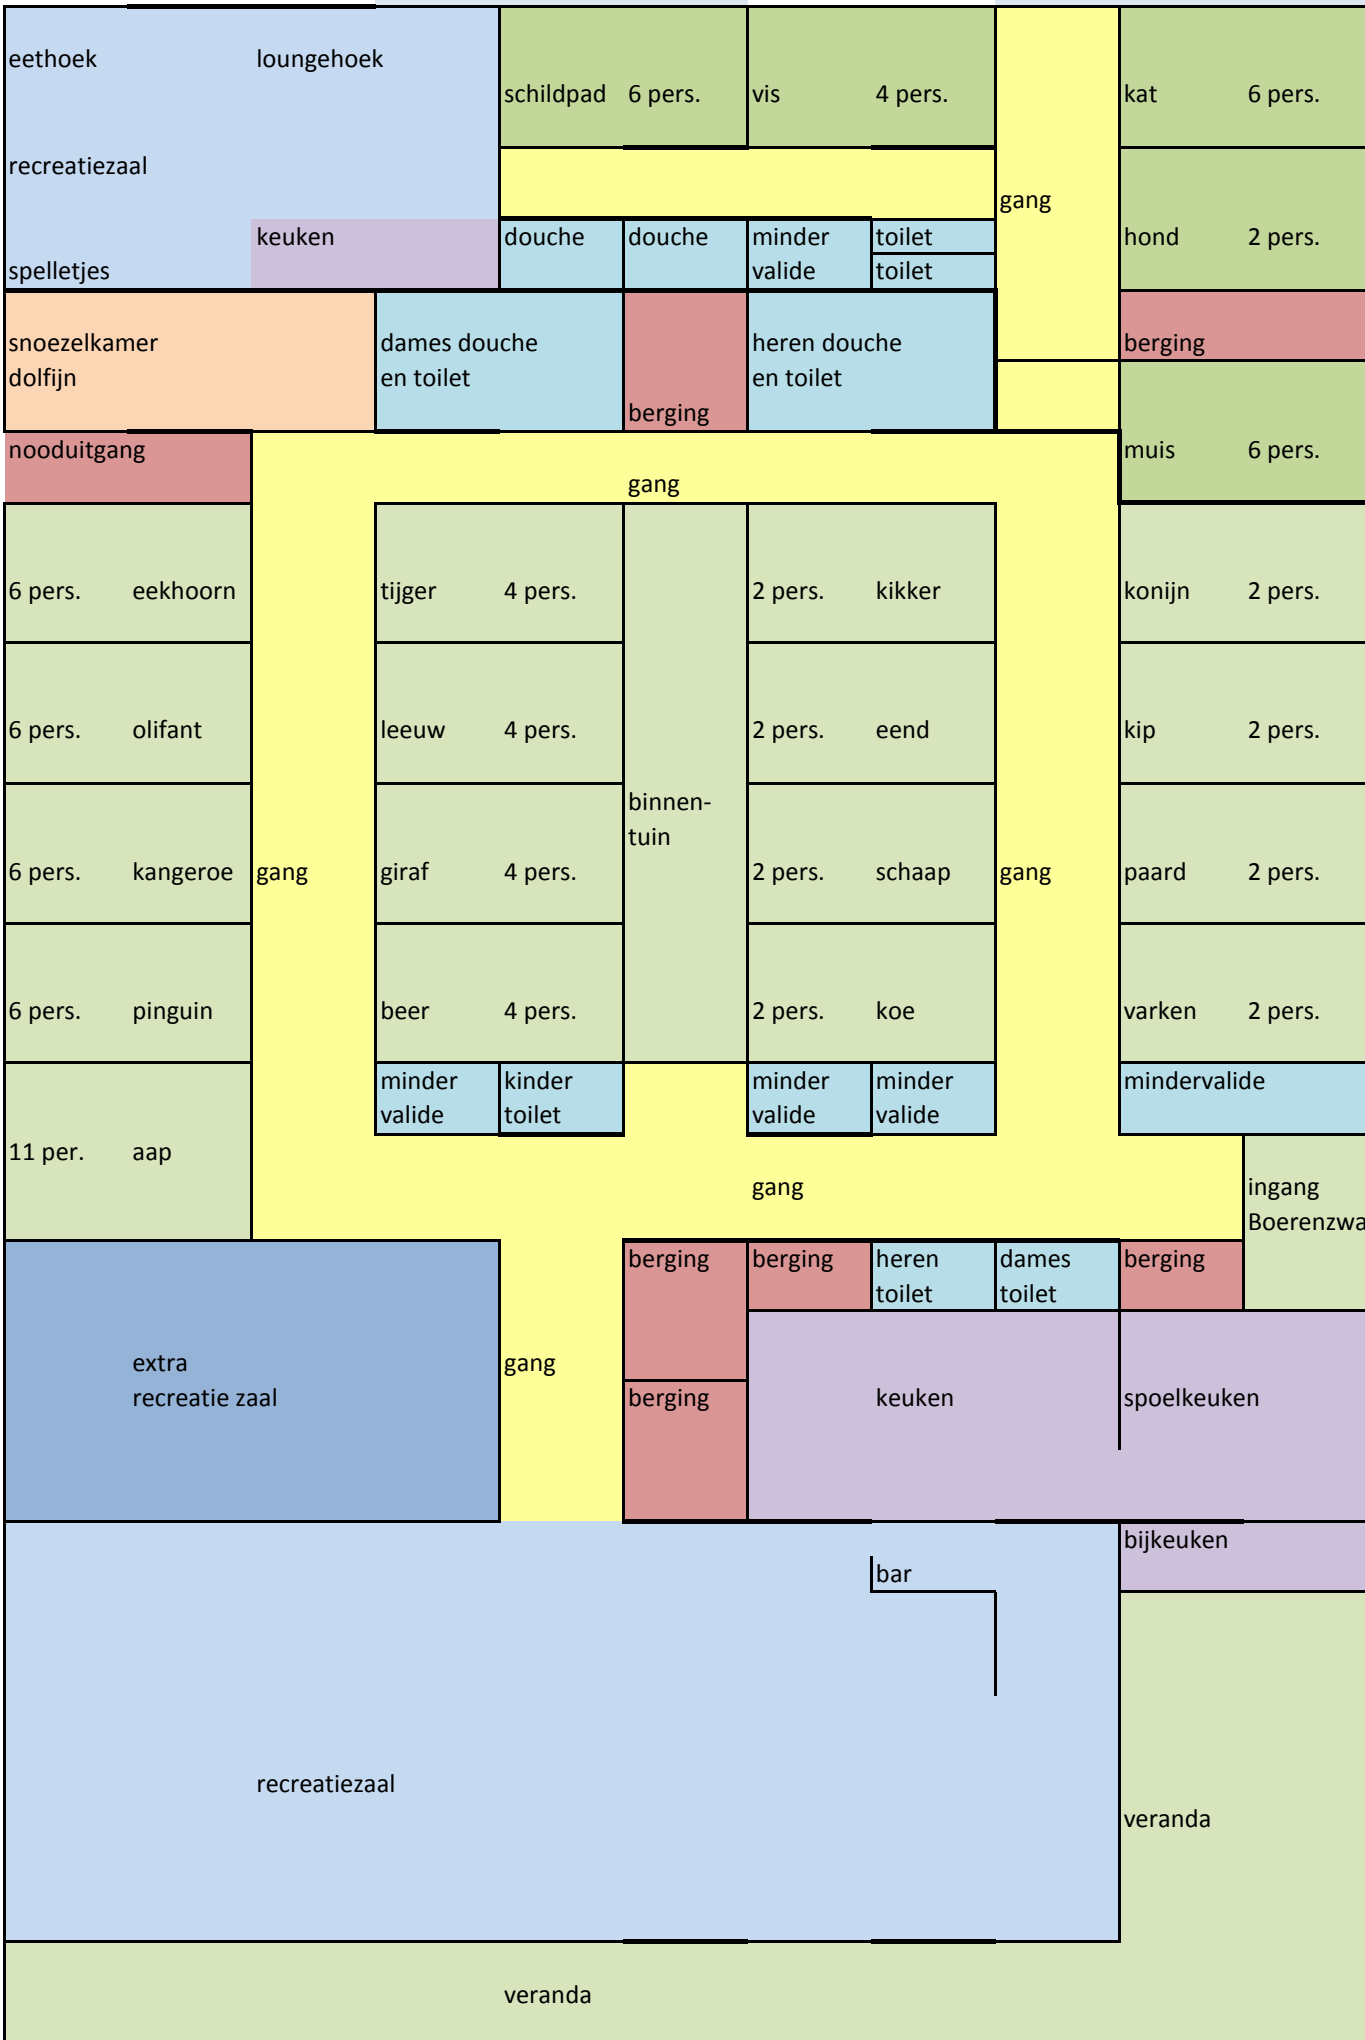 eethoek loungehoek
schildpad 6 pers. vis 4 pers. kat 6 pers.
recreatiezaal
gang
keuken douche douche minder toilet hond 2 pers.
spelletjes valide toilet
snoezelkamer dames douche heren douche berging
dolfijn en toilet en toilet
berging
nooduitgang muis 6 pers.
gang
6 pers. eekhoorn tijger 4 pers. 2 pers. kikker konijn 2 pers.
6 pers. olifant leeuw 4 pers. 2 pers. eend kip 2 pers.
binnen-
tuin
6 pers. kangeroe gang giraf 4 pers. 2 pers. schaap gang paard 2 pers.
6 pers. pinguin beer 4 pers. 2 pers. koe varken 2 pers.
minder kinder minder minder mindervalide
valide toilet valide valide
11 per. aap
gang ingang
Boerenzwa
berging berging heren dames berging
toilet toilet
extra gang
recreatie zaal berging keuken spoelkeuken
bijkeuken
bar
recreatiezaal
veranda
veranda